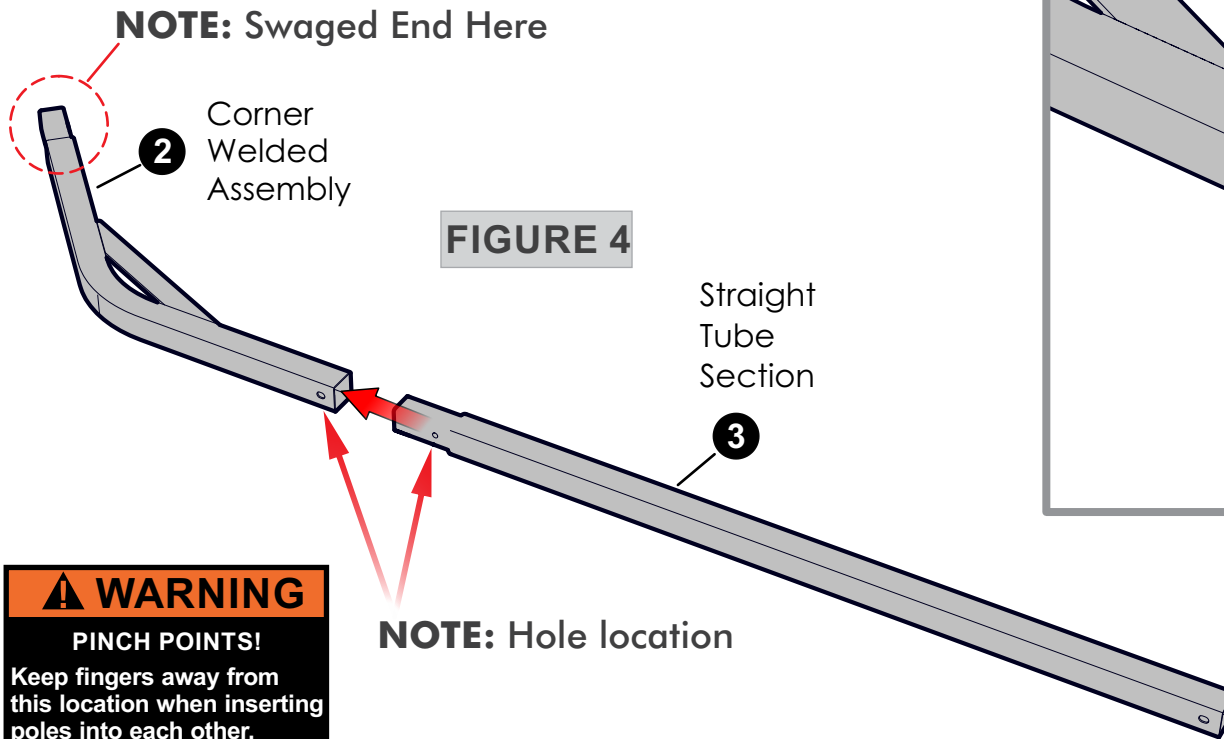 NOTE: Swaged End Here
2
Corner
Welded
Assembly
FIGURE 4
Straight
Tube
Section
3
WARNING
PINCH POINTS!
Keep fingers away from
this location when inserting
poles into each other.
NOTE: Hole location